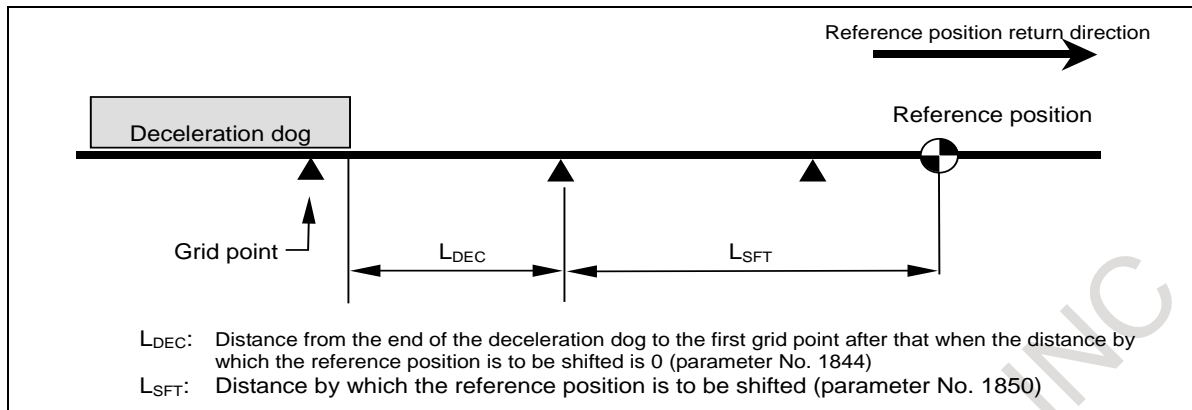 Reference position return direction
Reference position
Deceleration dog
Grid point
LDEC
LSFT
LDEC: Distance from the end of the deceleration dog to the first grid point after that when the distance by
which the reference position is to be shifted is 0 (parameter No. 1844)
LSFT: Distance by which the reference position is to be shifted (parameter No. 1850)
INC